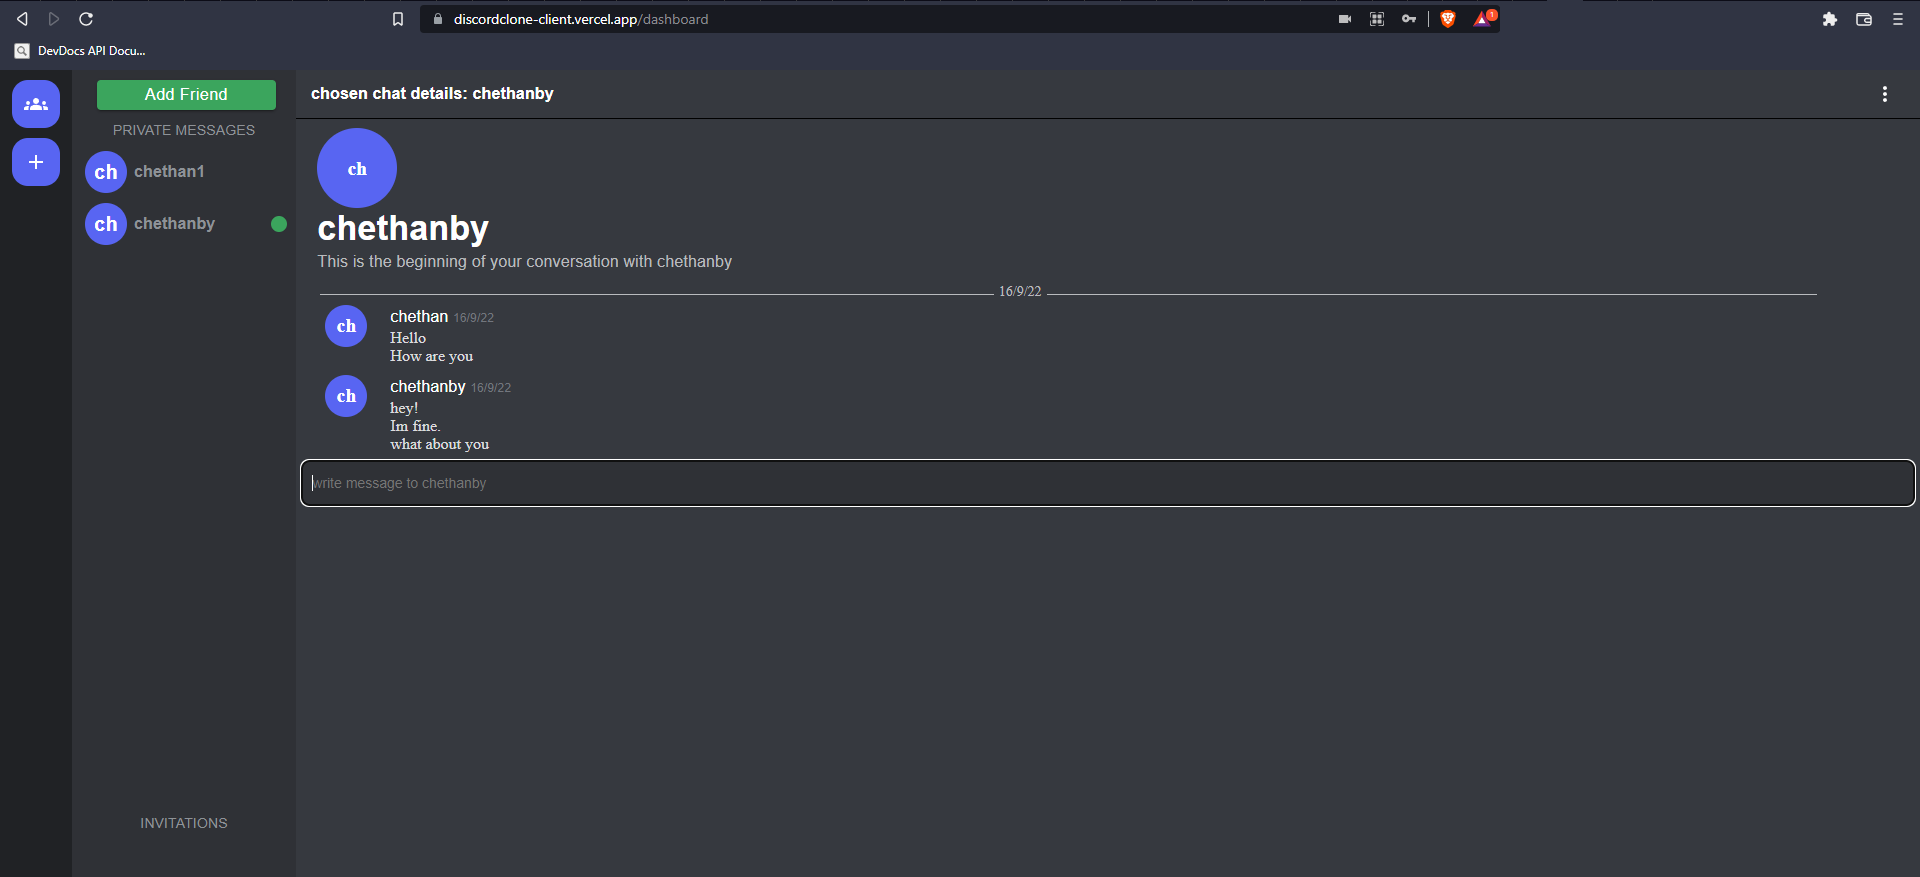 discordclone-client.vercel.app/dashboard
1
DevDocs API Docu...
Add Friend
PRIVATE MESSAGES
ch chethan1
ch chethanby
INVITATIONS
chosen chat details: chethanby
ch
chethanby
This is the beginning of your conversation with chethanby
16/9/22
ch
chethan 16/9/22
Hello
How are you
ch
chethanby 16/9/22
hey!
Im fine.
what about you
write message to chethanby